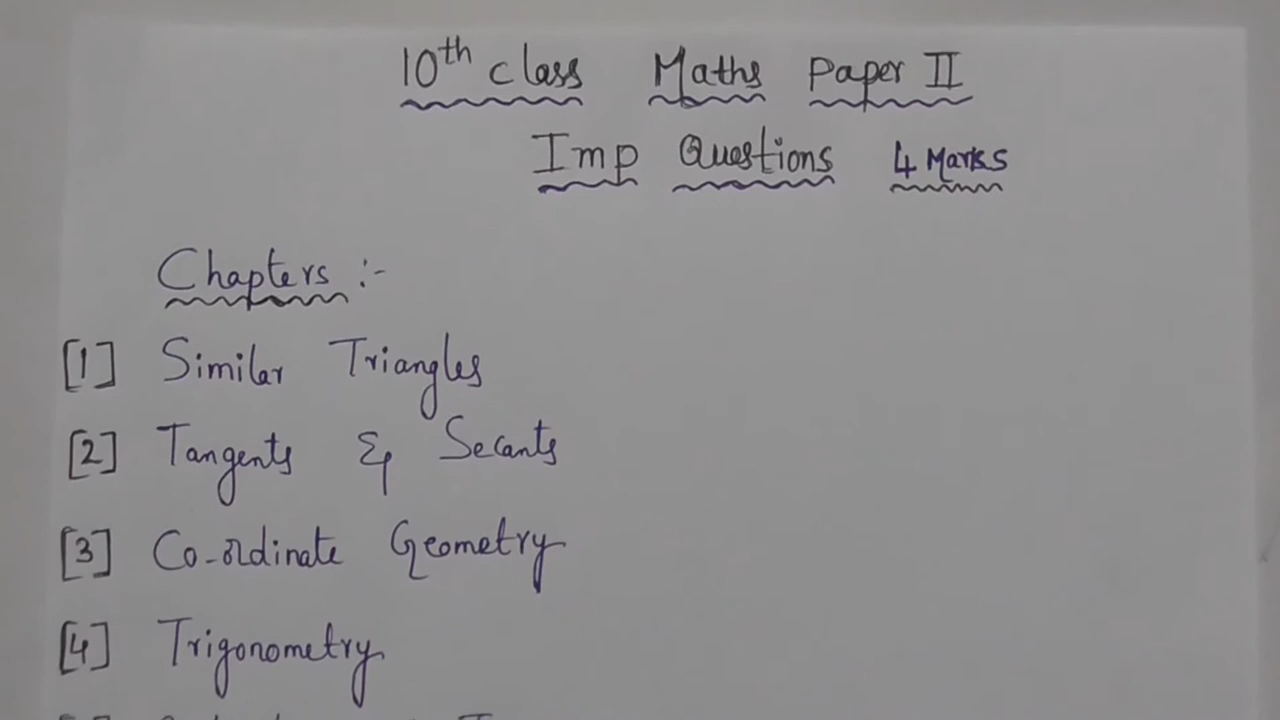 10th class Maths Paper II
Imp Questions 4 Marks
Chapters :-
[1] Similar Triangles
[2] Tangents & Secants
[3] Co-ordinate Geometry
[4] Trigonometry